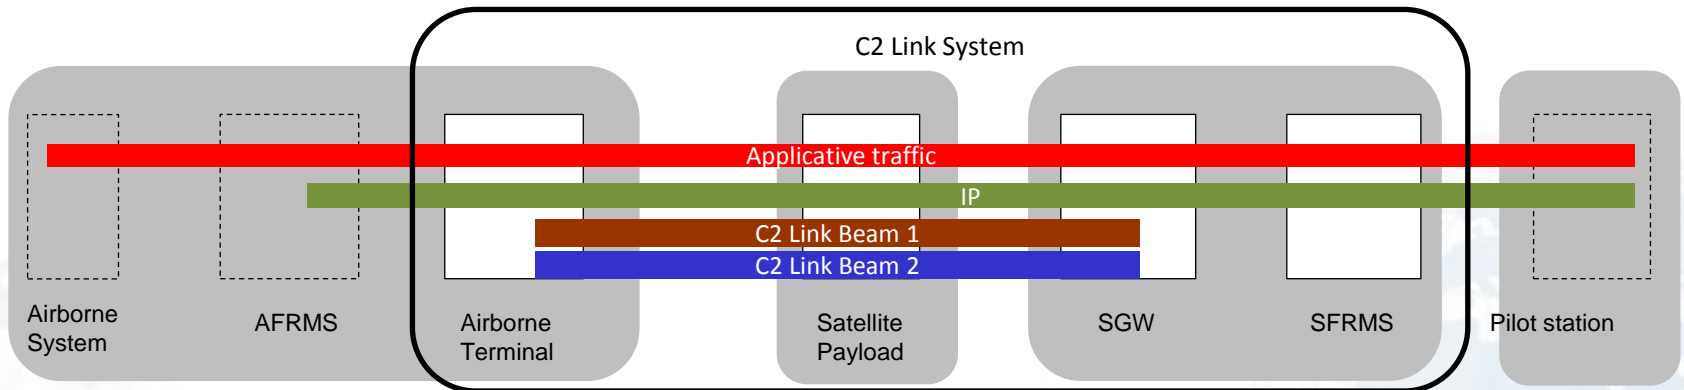 C2 Link System
Applicative traffic
IP
C2 Link Beam 1
C2 Link Beam 2
Airborne
System
AFRMS
Airborne
Terminal
Satellite
Payload
SGW
SFRMS
Pilot station